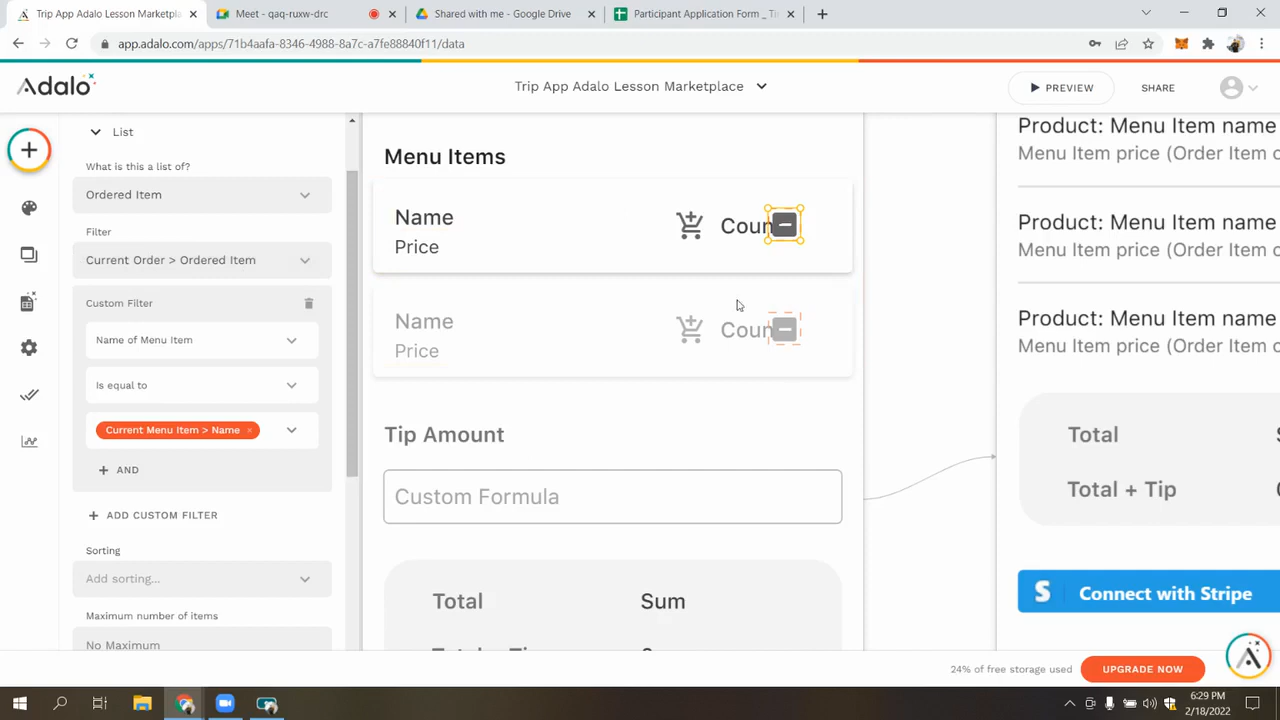 Trip App Adalo Lesson Marketpla
Meet - qaq-ruxw-drc
Shared with me - Google Drive
Participant Application Form _ Ti
app.adalo.com/apps/71b4aafa-8346-4988-8a7c-a7fe88840f11/data
Adalo
Trip App Adalo Lesson Marketplace
PREVIEW
SHARE
List
What is this a list of?
Ordered Item
Filter
Current Order > Ordered Item
Custom Filter
Name of Menu Item
Is equal to
Current Menu Item > Name
AND
ADD CUSTOM FILTER
Sorting
Add sorting...
Maximum number of items
No Maximum
Menu Items
Name
Price
Coun
Name
Price
Coun
Tip Amount
Custom Formula
Total
Sum
Product: Menu Item name
Menu Item price (Order Item c
Product: Menu Item name
Menu Item price (Order Item c
Product: Menu Item name
Menu Item price (Order Item c
Total
Total + Tip
S
Connect with Stripe
24% of free storage used
UPGRADE NOW
6:29 PM
2/18/2022